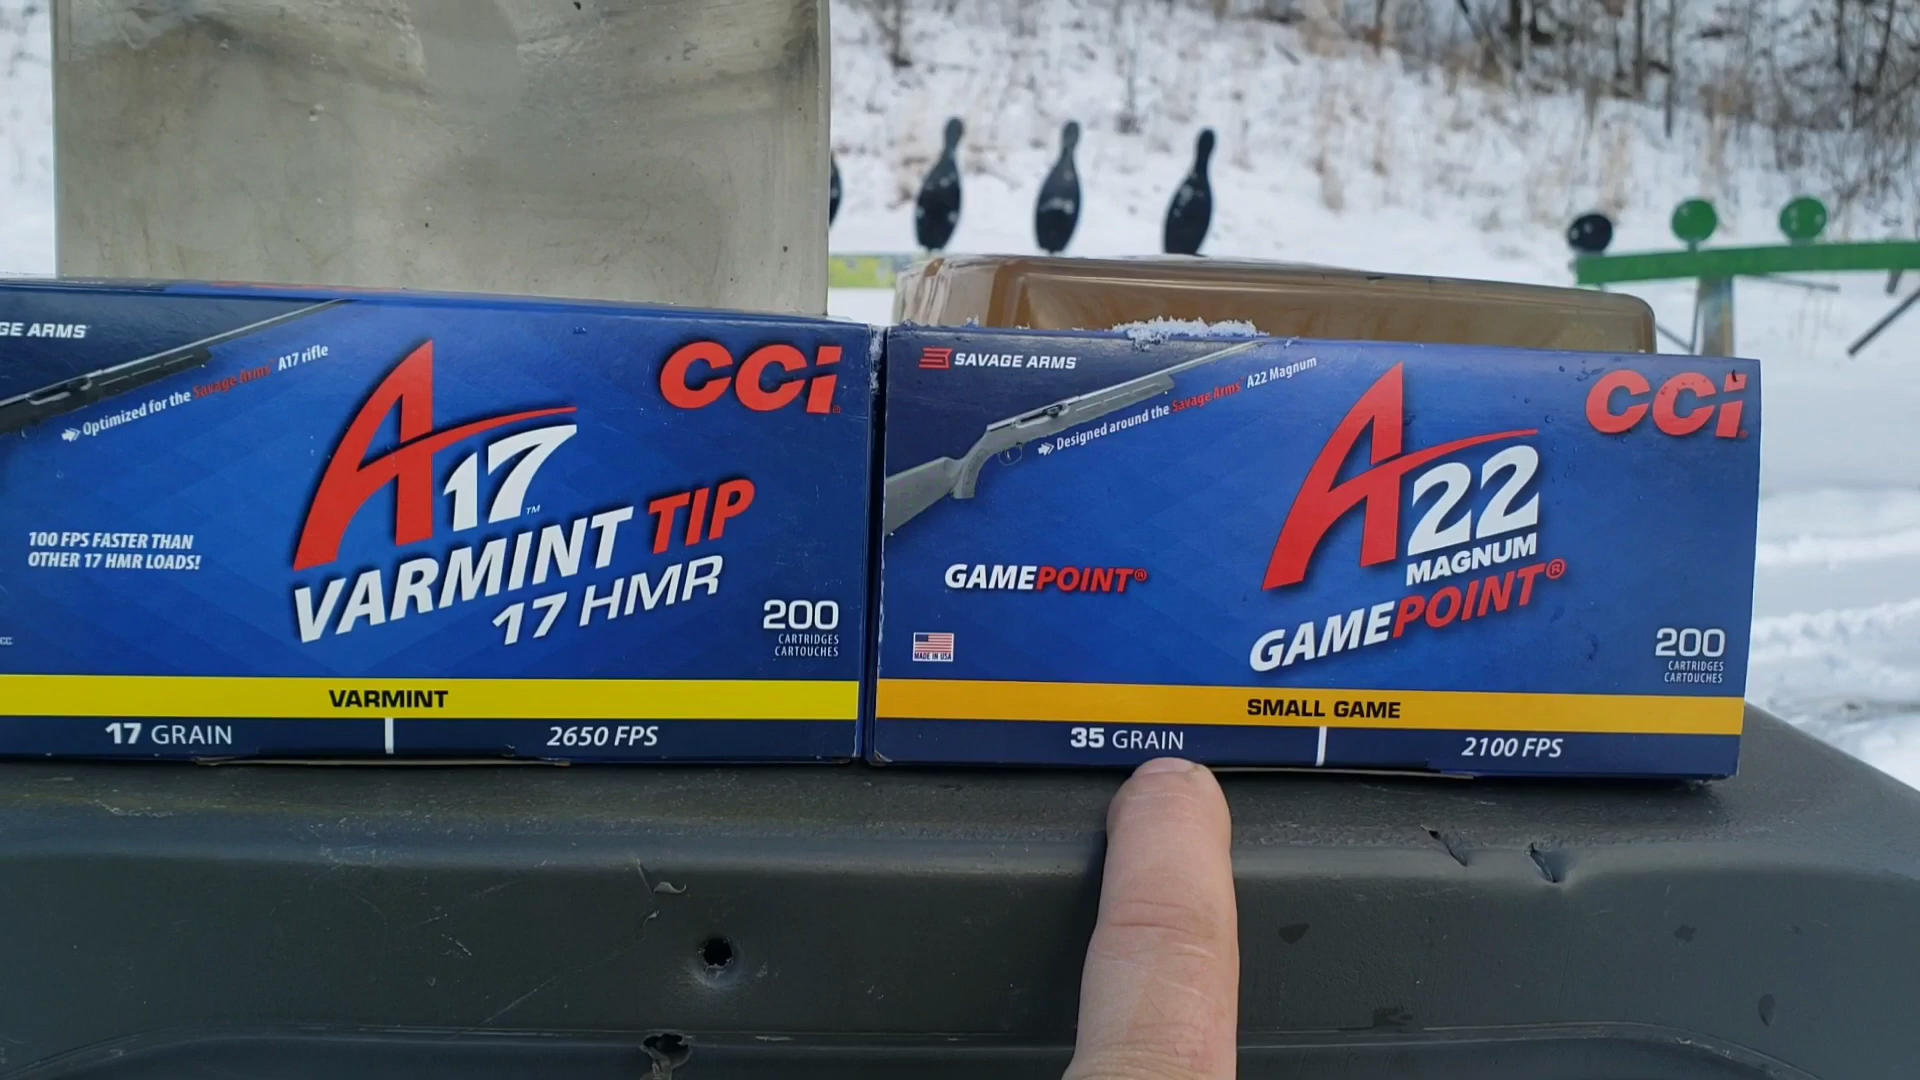 GE ARMS
Optimized for the Savage Arms A17 rifle
CCI
A17™
VARMINT TIP
17 HMR
100 FPS FASTER THAN
OTHER 17 HMR LOADS!
200
CARTRIDGES
CARTOUCHES
VARMINT
17 GRAIN
2650 FPS
SAVAGE ARMS
Designed around the Savage Arms A22 Magnum
CCI
A22
MAGNUM
GAMEPOINT®
GAMEPOINT®
MADE IN USA
200
CARTRIDGES
CARTOUCHES
SMALL GAME
35 GRAIN
2100 FPS